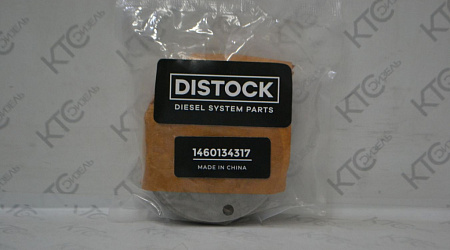 DISTOCK
DIESEL SYSTEM PARTS
1460134317
MADE IN CHINA